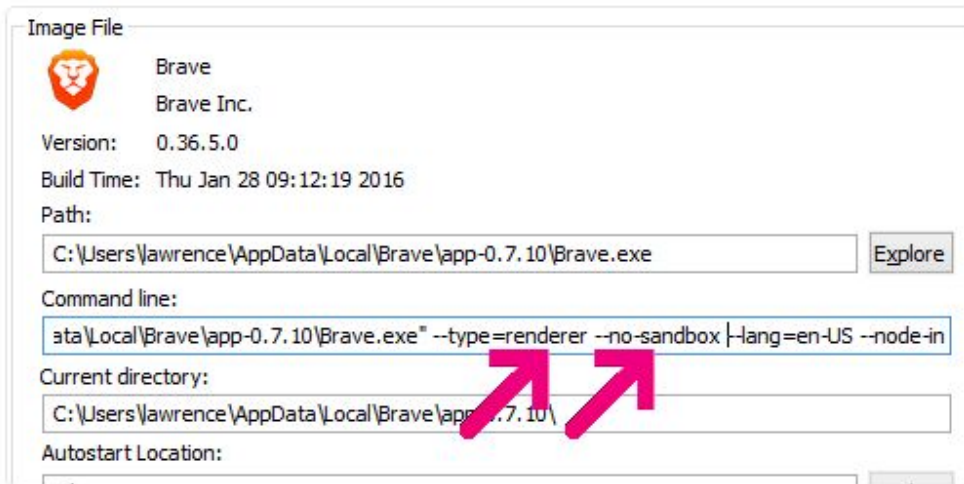 Image File
Brave
Brave Inc.
Version: 0.36.5.0
Build Time: Thu Jan 28 09:12:19 2016
Path:
C:\Users\lawrence\AppData\Local\Brave\app-0.7.10\Brave.exe Explore
Command line:
ata\Local\Brave\app-0.7.10\Brave.exe" --type=renderer --no-sandbox --lang=en-US --node-in
Current directory:
C:\Users\lawrence\AppData\Local\Brave\app-0.7.10\
Autostart Location: